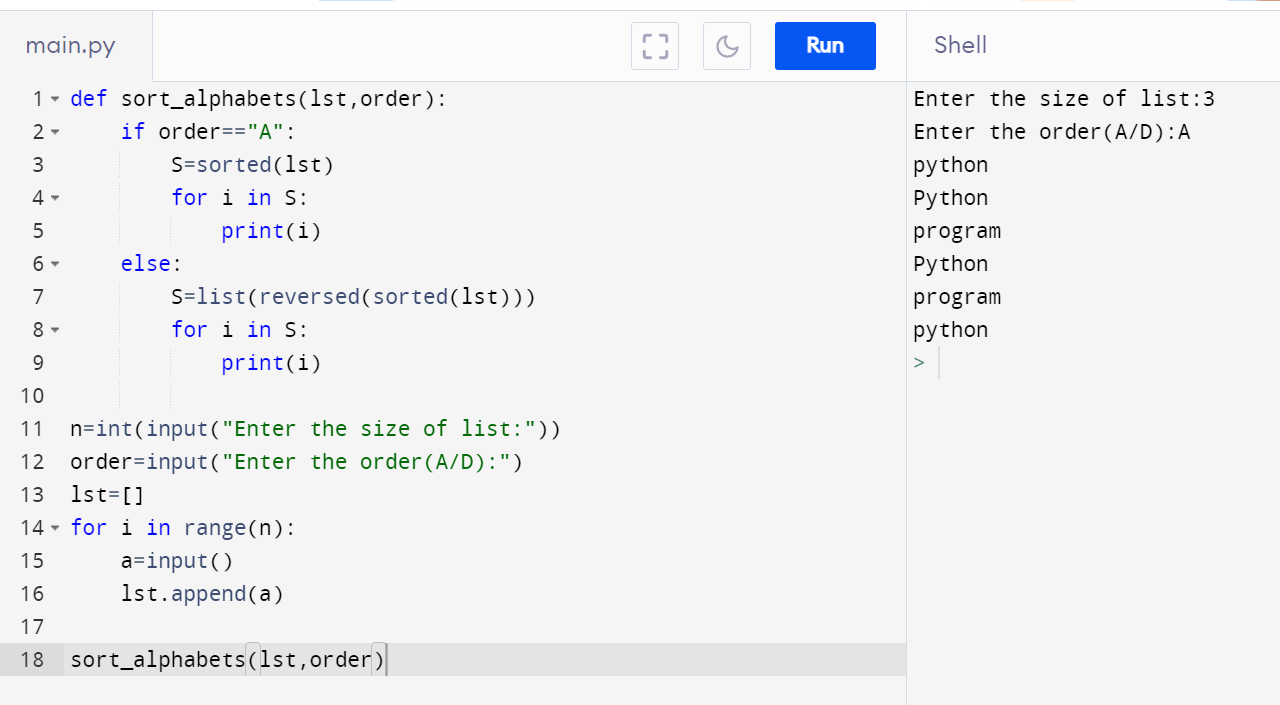 main.py
Run
Shell
1 def sort_alphabets(lst,order):
2     if order=="A":
3         S=sorted(lst)
4         for i in S:
5             print(i)
6     else:
7         S=list(reversed(sorted(lst)))
8         for i in S:
9             print(i)
10
11 n=int(input("Enter the size of list:"))
12 order=input("Enter the order(A/D):")
13 lst=[]
14 for i in range(n):
15     a=input()
16     lst.append(a)
17
18 sort_alphabets(lst,order)
Enter the size of list:3
Enter the order(A/D):A
python
Python
program
Python
program
python
>